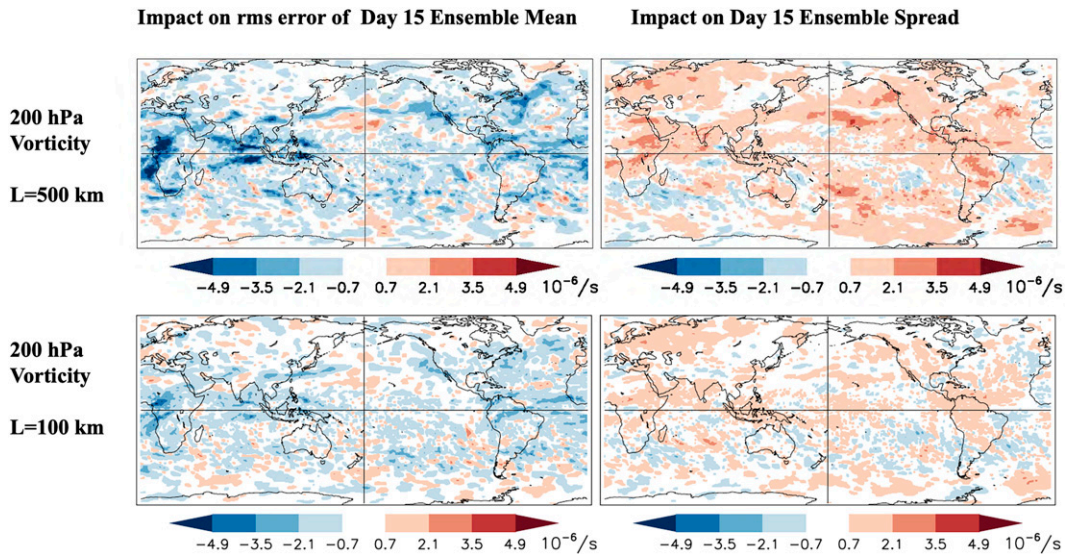 Impact on rms error of Day 15 Ensemble Mean
Impact on Day 15 Ensemble Spread
200 hPa
Vorticity
L=500 km
−4.9 −3.5 −2.1 −0.7 0.7 2.1 3.5 4.9 10⁻⁶/s
−4.9 −3.5 −2.1 −0.7 0.7 2.1 3.5 4.9 10⁻⁶/s
200 hPa
Vorticity
L=100 km
−4.9 −3.5 −2.1 −0.7 0.7 2.1 3.5 4.9 10⁻⁶/s
−4.9 −3.5 −2.1 −0.7 0.7 2.1 3.5 4.9 10⁻⁶/s